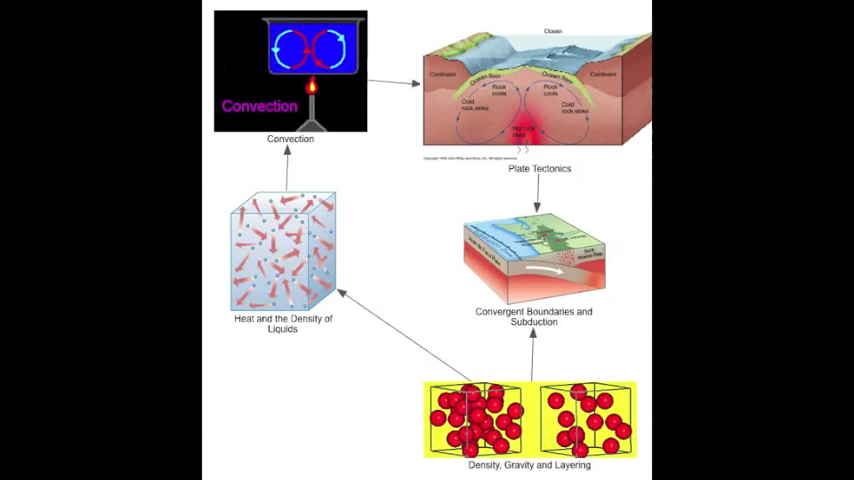 Convection
Convection
Ocean
Continent
Ocean floor
Ocean floor
Continent
Rock
cools
Rock
cools
Cold
rock sinks
Cold
rock sinks
Hot rock
rises
Plate Tectonics
Heat and the Density of
Liquids
Convergent Boundaries and
Subduction
Density, Gravity and Layering